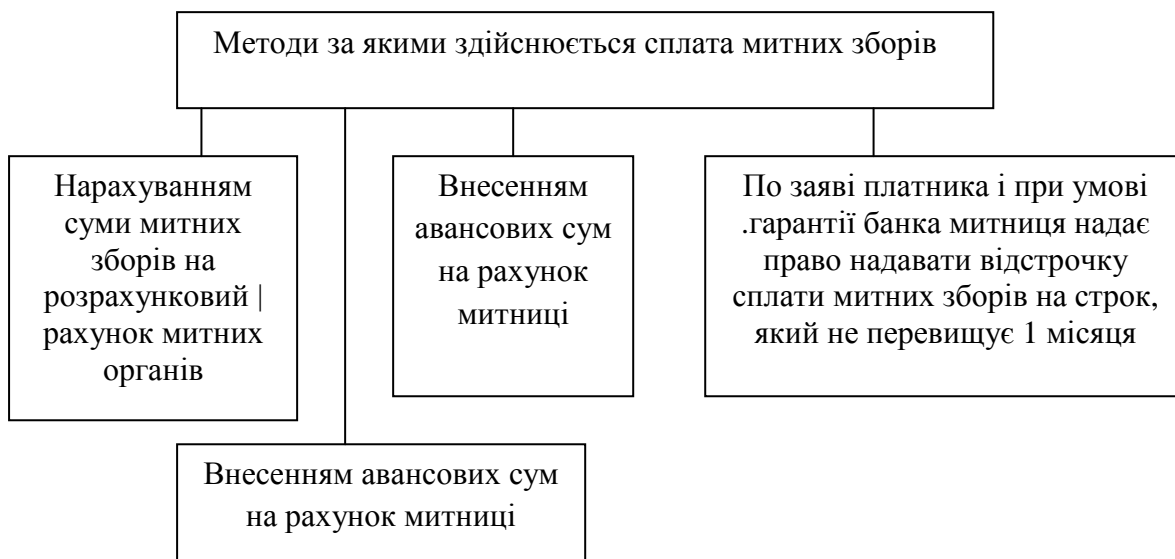 Методи за якими здійснюється сплата митних зборів
Нарахуванням
суми митних
зборів на
розрахунковий |
рахунок митних
органів
Внесенням
авансових сум
на рахунок
митниці
По заяві платника і при умові
.гарантії банка митниця надає
право надавати відстрочку
сплати митних зборів на строк,
який не перевищує 1 місяця
Внесенням авансових сум
на рахунок митниці